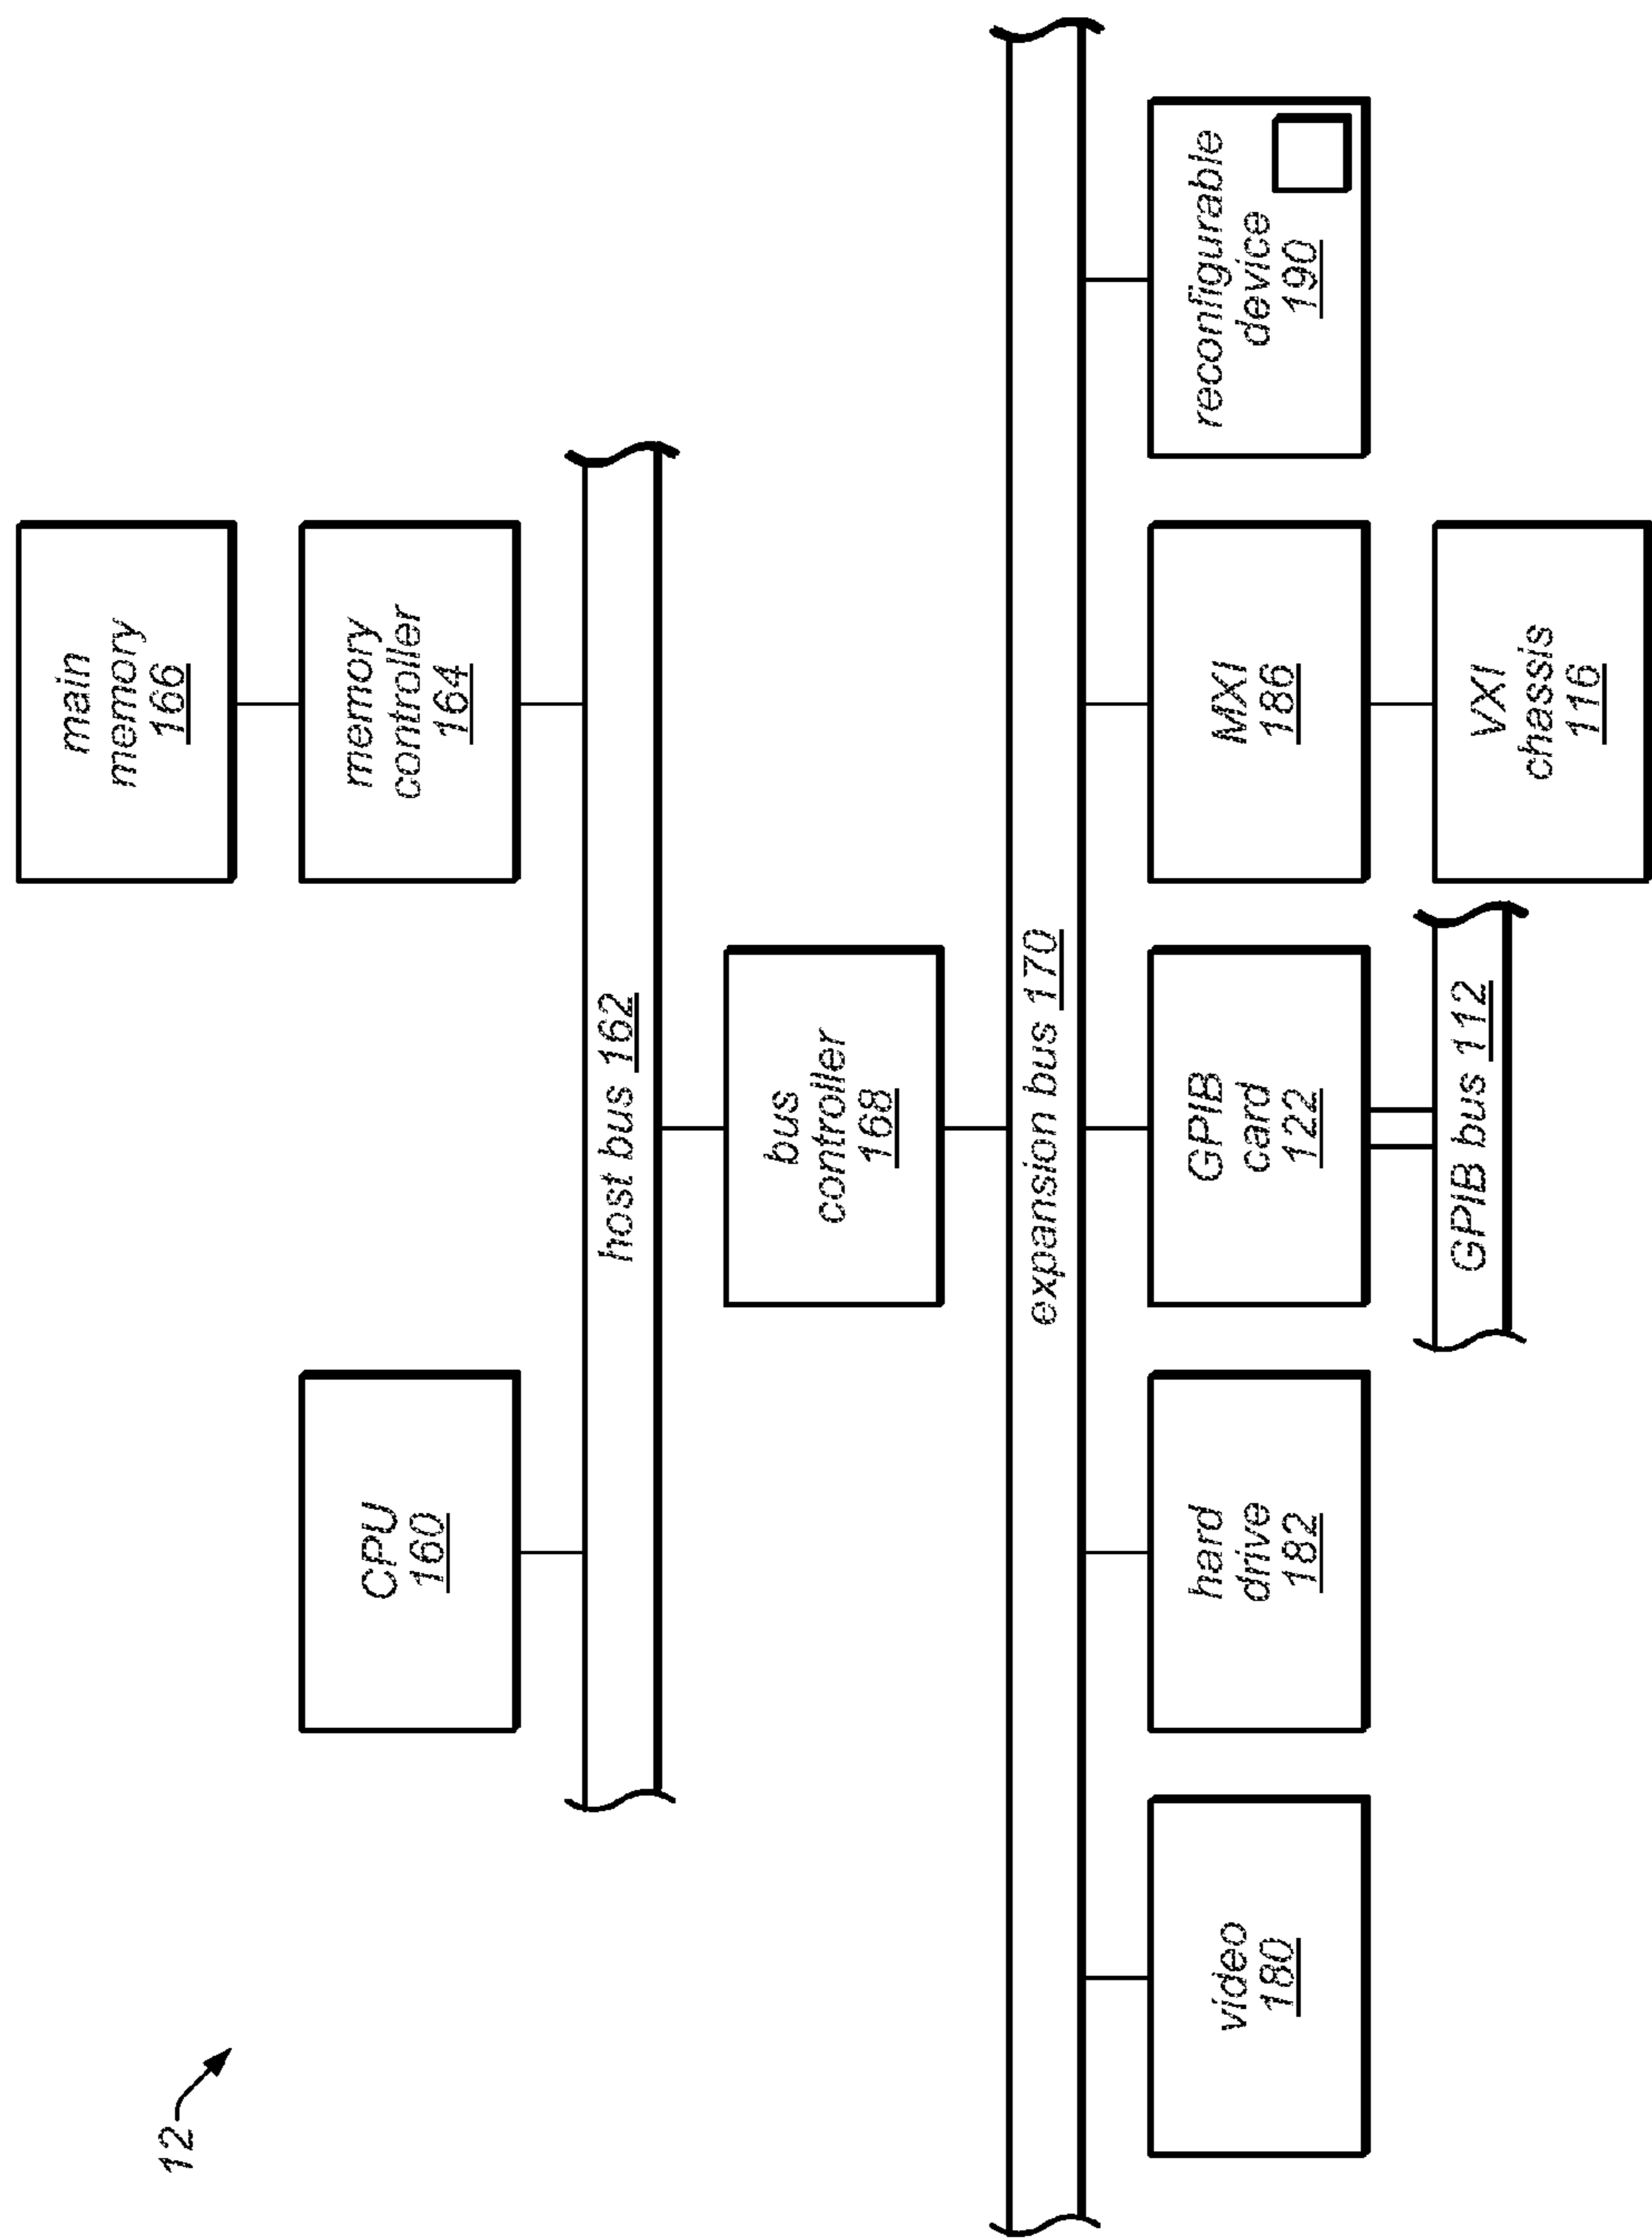 12
main
memory
166
CPU
160
memory
controller
164
host bus 162
bus
controller
168
expansion bus 170
video
180
hard
drive
182
GPIB
card
122
MXI
186
reconfigurable
device
190
GPIB bus 112
VXI
chassis
116